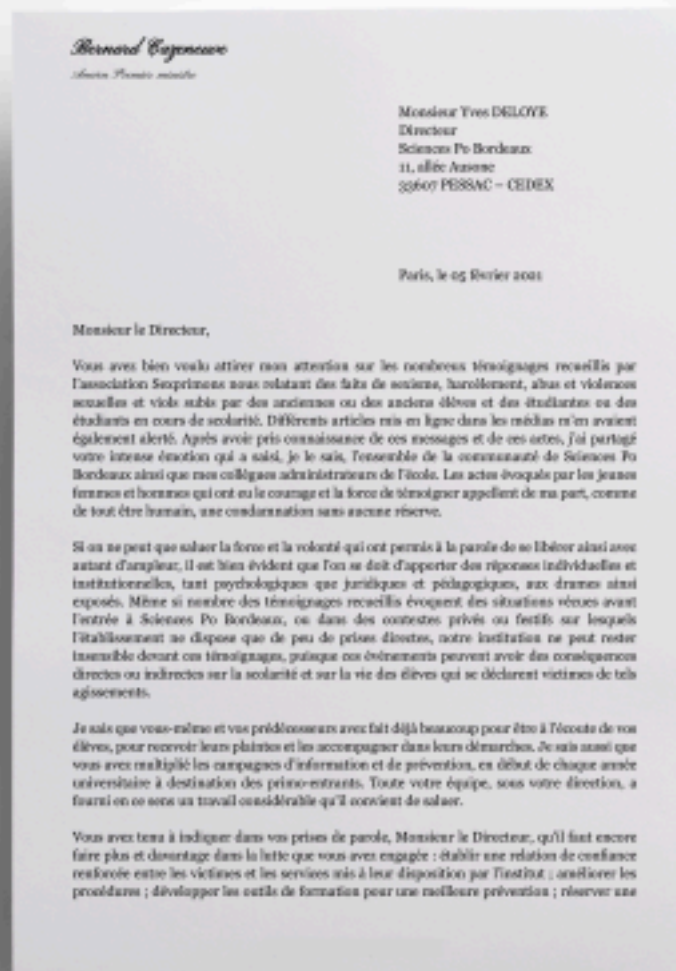 Bernard Cazeneuve
Ancien Premier ministre
Monsieur Yves DELOYE
Directeur
Sciences Po Bordeaux
11, allée Ausone
33607 PESSAC – CEDEX
Paris, le 05 février 2021
Monsieur le Directeur,
Vous avez bien voulu attirer mon attention sur les nombreux témoignages recueillis par
l'association Sexprimons nous relatant des faits de sexisme, harcèlement, abus et violences
sexuelles et viols subis par des anciennes ou des anciens élèves et des étudiantes ou des
étudiants en cours de scolarité. Différents articles mis en ligne dans les médias m'en avaient
également alerté. Après avoir pris connaissance de ces messages et de ces actes, j'ai partagé
votre intense émotion qui a saisi, je le sais, l'ensemble de la communauté de Sciences Po
Bordeaux ainsi que mes collègues administrateurs de l'école. Les actes évoqués par les jeunes
femmes et hommes qui ont eu le courage et la force de témoigner appellent de ma part, comme
de tout être humain, une condamnation sans aucune réserve.
Si on ne peut que saluer la force et la volonté qui ont permis à la parole de se libérer ainsi avec
autant d'ampleur, il est bien évident que l'on se doit d'apporter des réponses individuelles et
institutionnelles, tant psychologiques que juridiques et pédagogiques, aux drames ainsi
exposés. Même si nombre des témoignages recueillis évoquent des situations vécues avant
l'entrée à Sciences Po Bordeaux, ou dans des contextes privés ou festifs sur lesquels
l'établissement ne dispose que de peu de prises directes, notre institution ne peut rester
insensible devant ces témoignages, puisque ces évènements peuvent avoir des conséquences
directes ou indirectes sur la scolarité et sur la vie des élèves qui se déclarent victimes de tels
agissements.
Je sais que vous-même et vos prédécesseurs avez fait déjà beaucoup pour être à l'écoute de vos
élèves, pour recevoir leurs plaintes et les accompagner dans leurs démarches. Je sais aussi que
vous avez multiplié les campagnes d'information et de prévention, en début de chaque année
universitaire à destination des primo-entrants. Toute votre équipe, sous votre direction, a
fourni en ce sens un travail considérable qu'il convient de saluer.
Vous avez tenu à indiquer dans vos prises de parole, Monsieur le Directeur, qu'il faut encore
faire plus et davantage dans la lutte que vous avez engagée : établir une relation de confiance
renforcée entre les victimes et les services mis à leur disposition par l'institut ; améliorer les
procédures ; développer les outils de formation pour une meilleure prévention ; réserver une